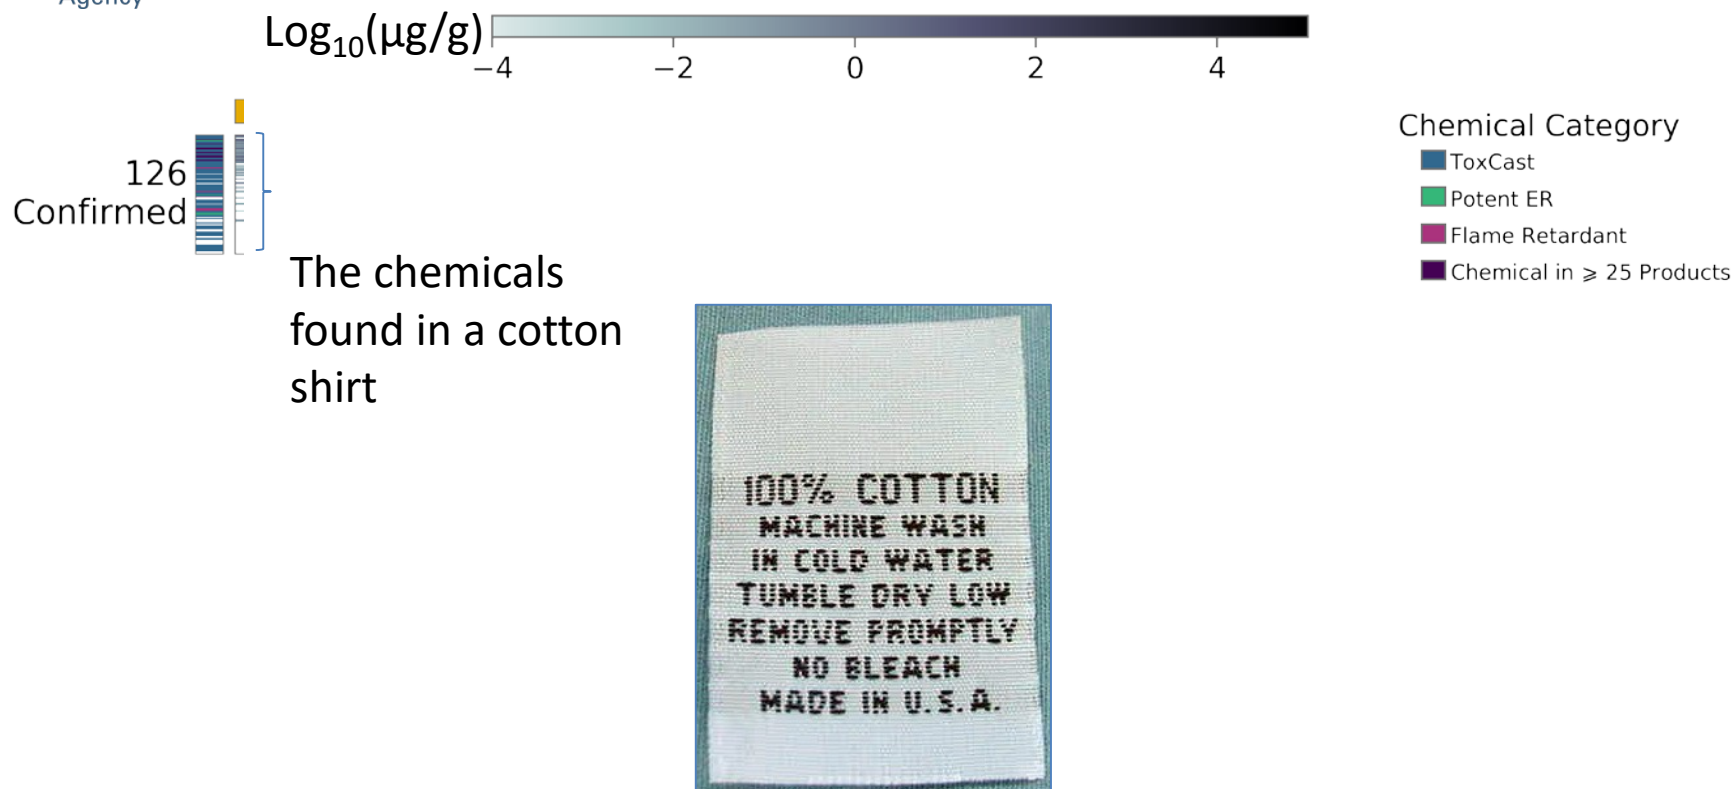 Agency
Log₁₀(μg/g)
−4 −2 0 2 4
126
Confirmed
Chemical Category
ToxCast
Potent ER
Flame Retardant
Chemical in ⩾ 25 Products
The chemicals
found in a cotton
shirt
100% COTTON
MACHINE WASH
IN COLD WATER
TUMBLE DRY LOW
REMOVE PROMPTLY
NO BLEACH
MADE IN U.S.A.